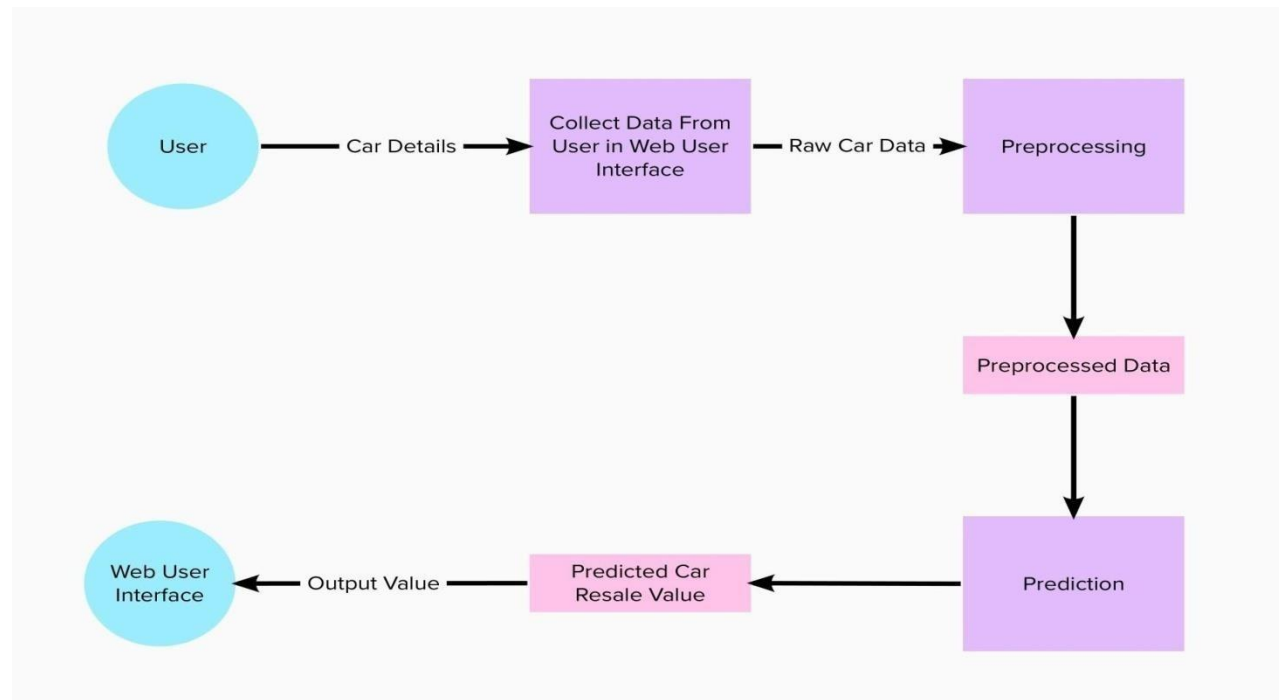 User
Car Details
Collect Data From
User in Web User
Interface
Raw Car Data
Preprocessing
Preprocessed Data
Prediction
Predicted Car
Resale Value
Output Value
Web User
Interface